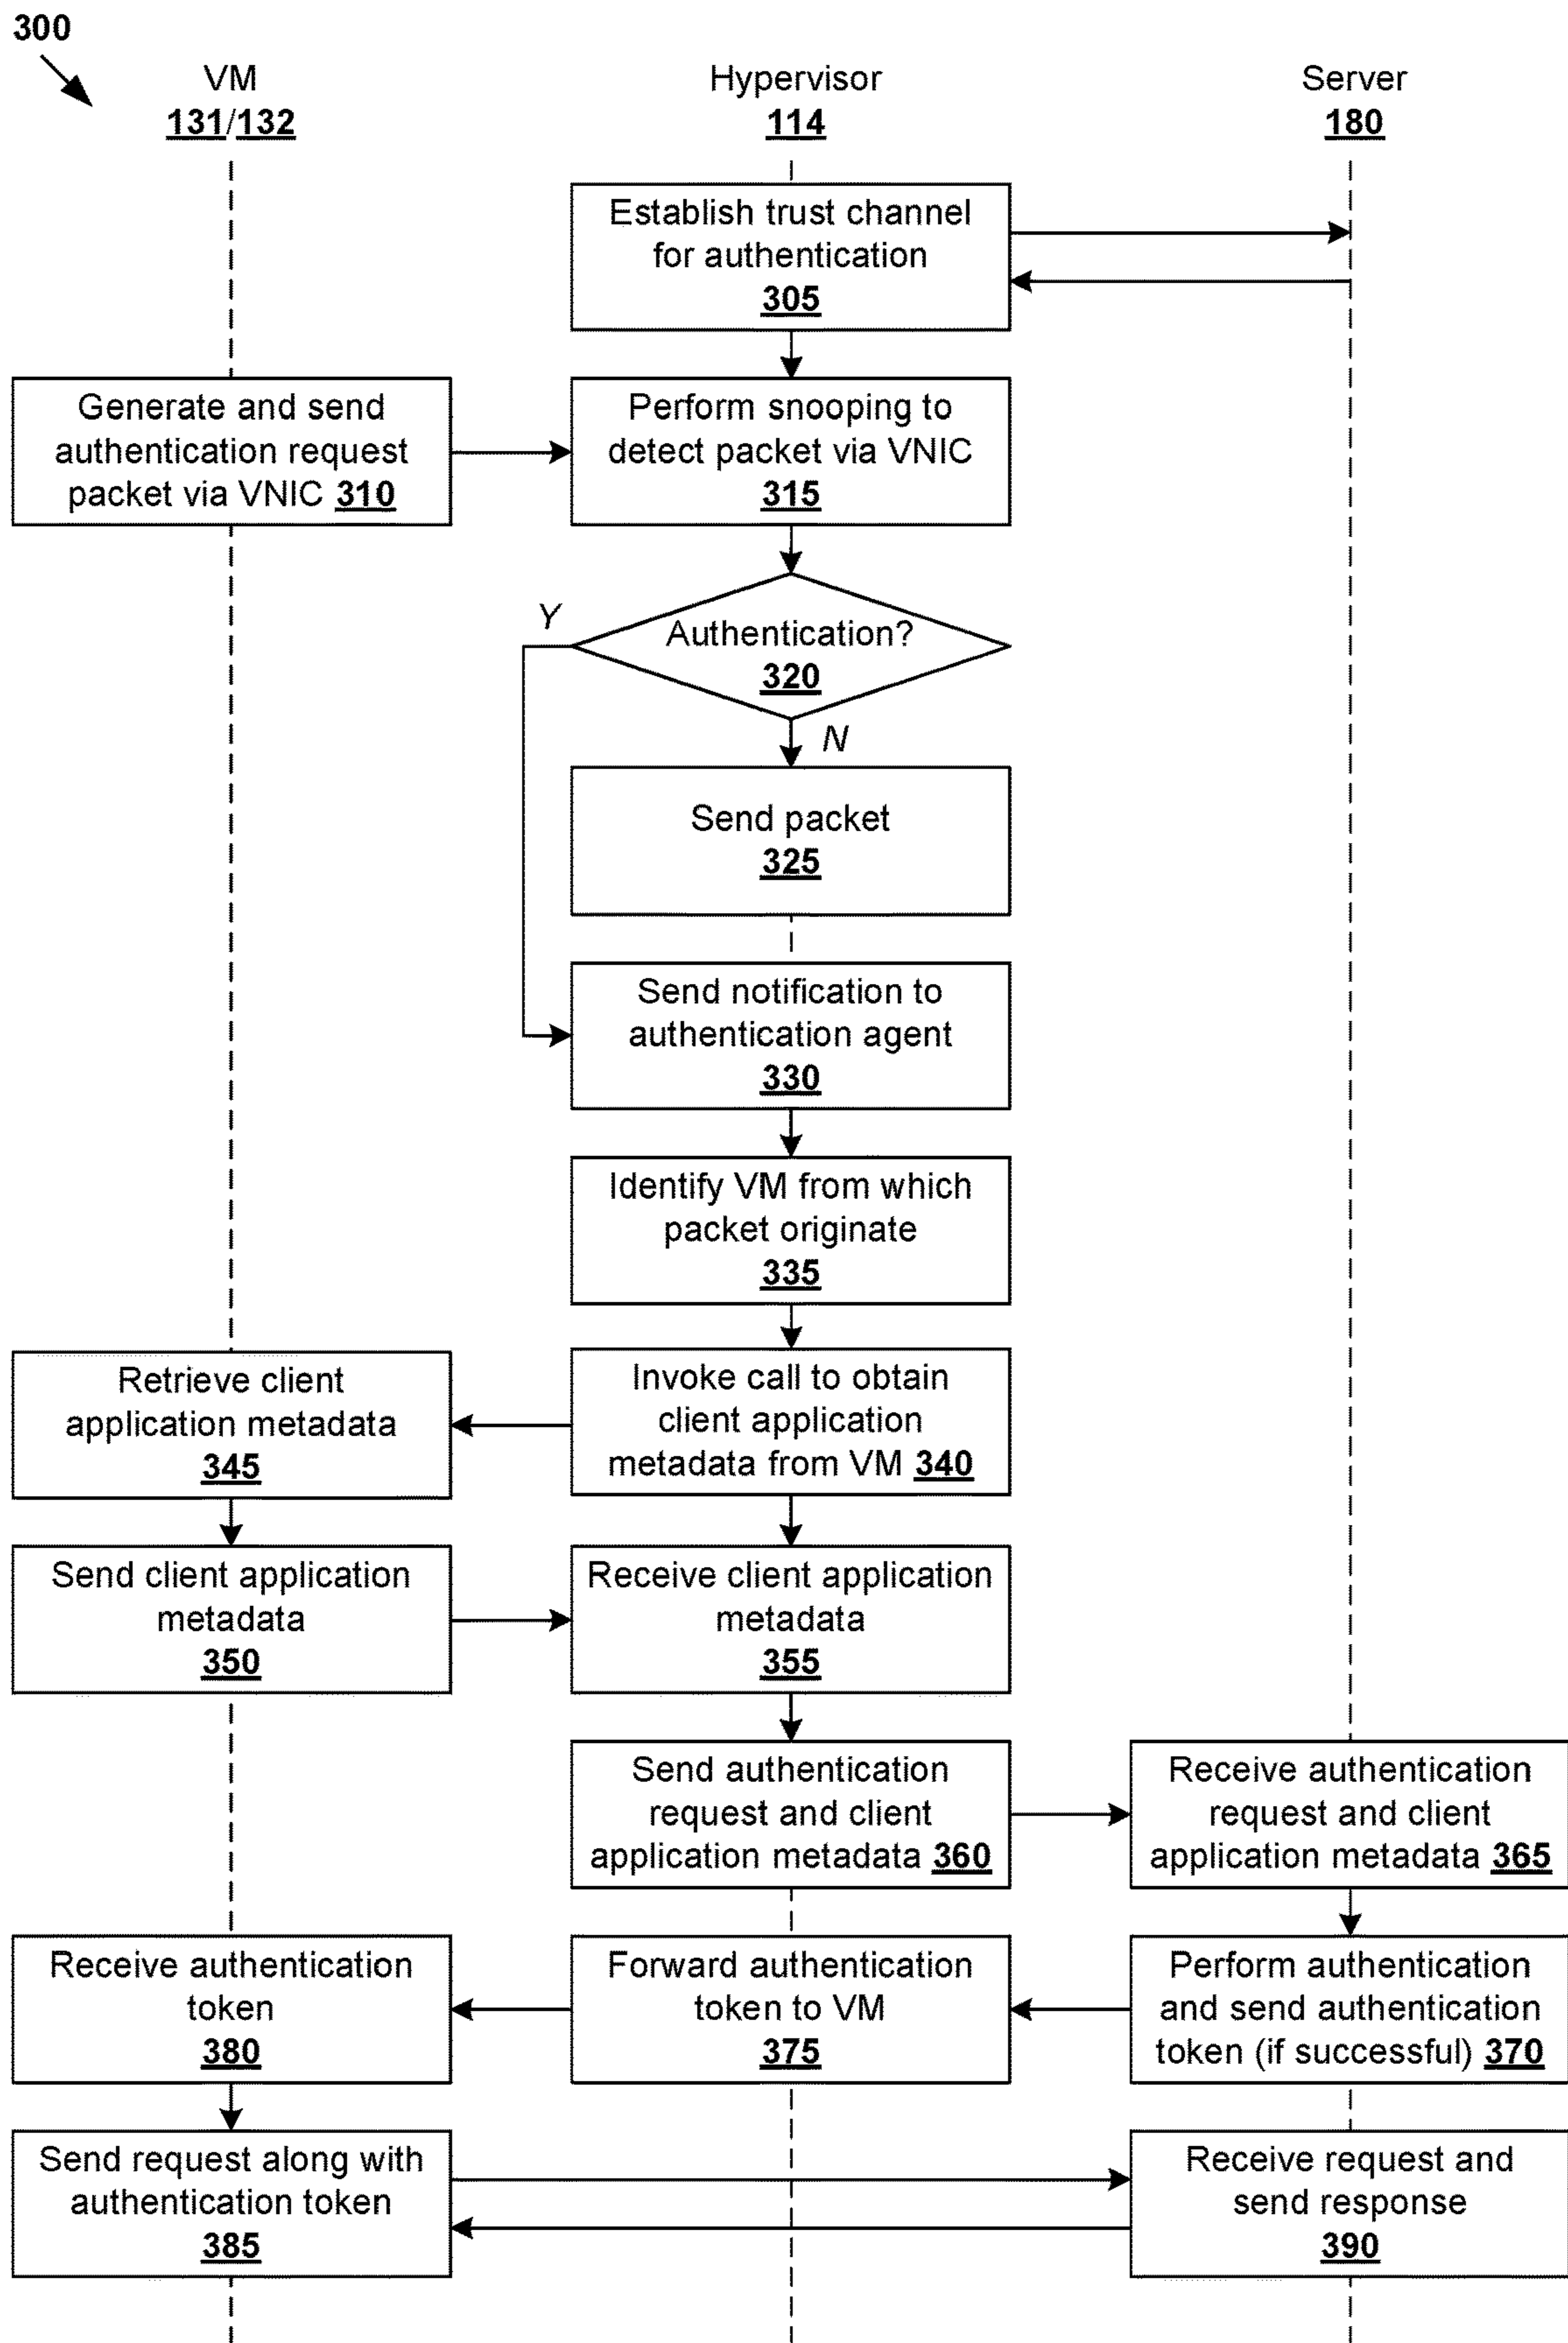 300
VM
131/132
Hypervisor
114
Server
180
Establish trust channel
for authentication
305
Generate and send
authentication request
packet via VNIC 310
Perform snooping to
detect packet via VNIC
315
Y
Authentication?
320
N
Send packet
325
Send notification to
authentication agent
330
Identify VM from which
packet originate
335
Retrieve client
application metadata
345
Invoke call to obtain
client application
metadata from VM 340
Send client application
metadata
350
Receive client application
metadata
355
Send authentication
request and client
application metadata 360
Receive authentication
request and client
application metadata 365
Receive authentication
token
380
Forward authentication
token to VM
375
Perform authentication
and send authentication
token (if successful) 370
Send request along with
authentication token
385
Receive request and
send response
390